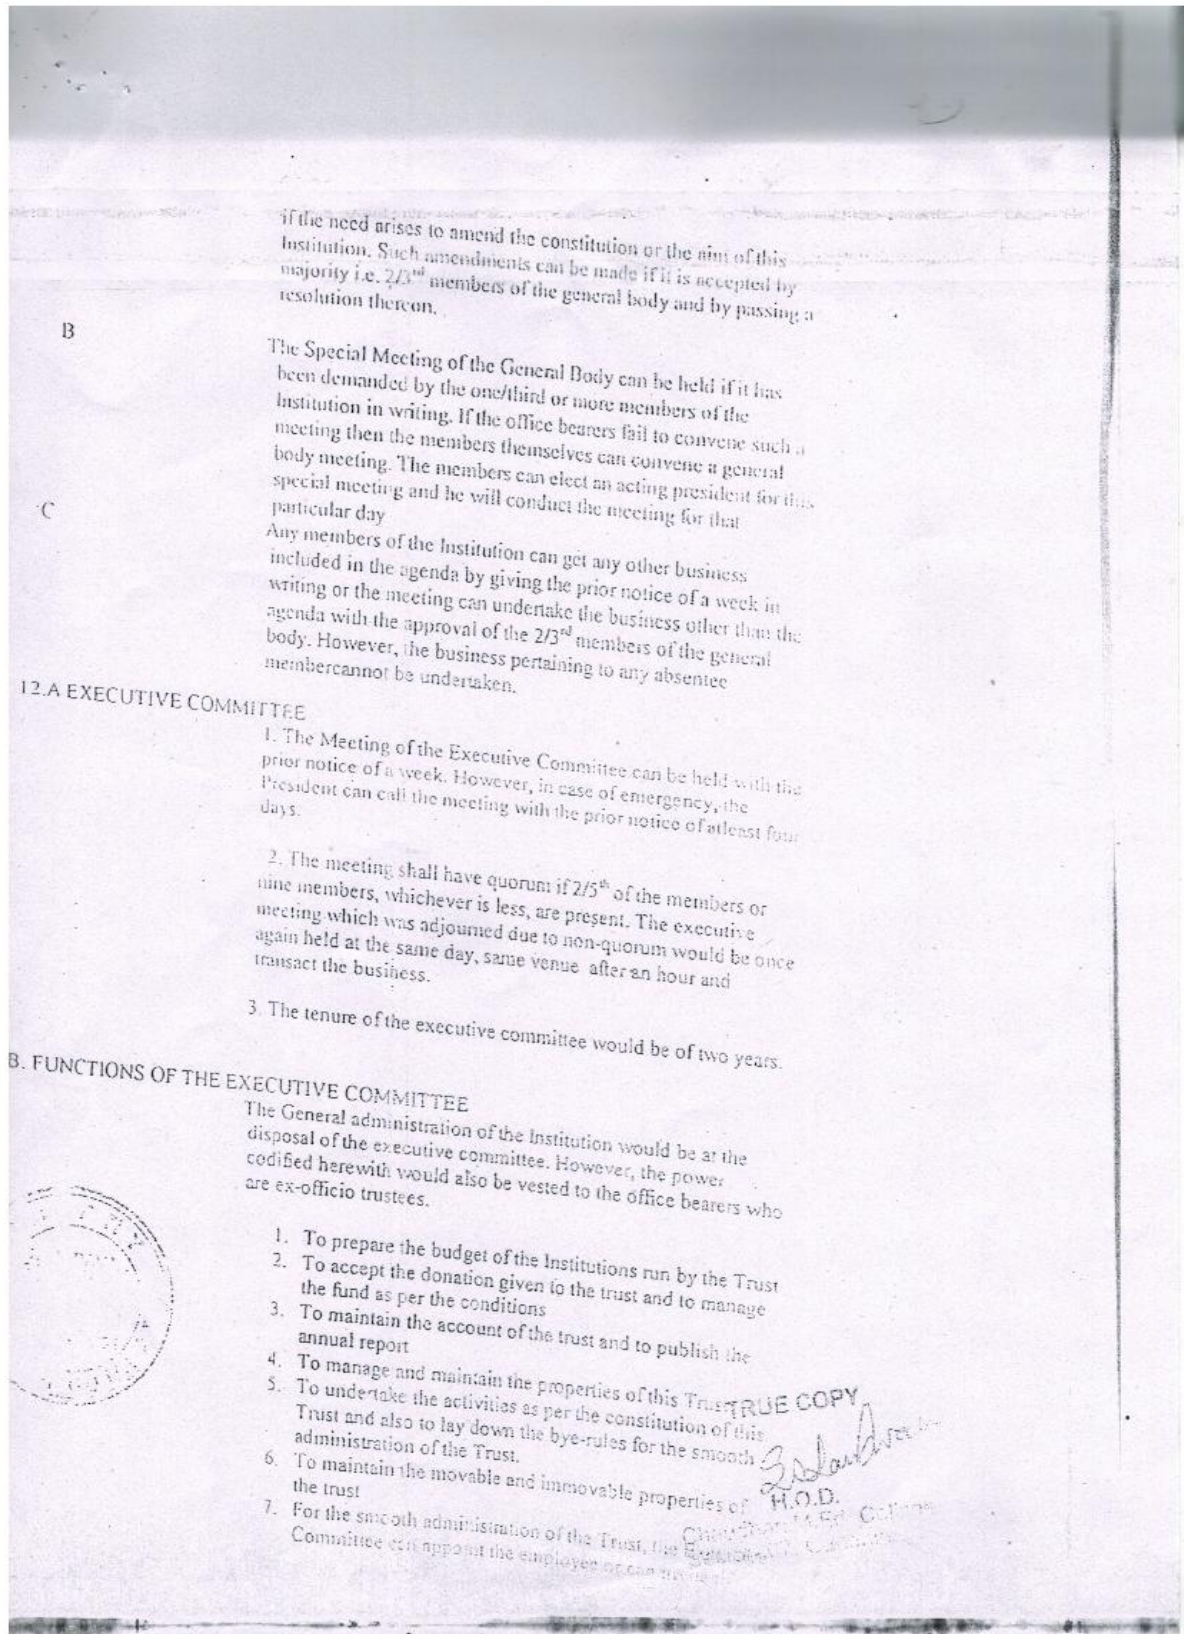 if the need arises to amend the constitution or the aim of this
Institution. Such amendments can be made if it is accepted by
majority i.e. 2/3rd members of the general body and by passing a
resolution thereon.
B
The Special Meeting of the General Body can be held if it has
been demanded by the one/third or more members of the
Institution in writing. If the office bearers fail to convene such a
meeting then the members themselves can convene a general
body meeting. The members can elect an acting president for this
special meeting and he will conduct the meeting for that
particular day
C
Any members of the Institution can get any other business
included in the agenda by giving the prior notice of a week in
writing or the meeting can undertake the business other than the
agenda with the approval of the 2/3rd members of the general
body. However, the business pertaining to any absentee
membercannot be undertaken.
12.A EXECUTIVE COMMITTEE
1. The Meeting of the Executive Committee can be held with the
prior notice of a week. However, in case of emergency, the
President can call the meeting with the prior notice of atleast four
days.
2. The meeting shall have quorum if 2/5th of the members or
nine members, whichever is less, are present. The executive
meeting which was adjourned due to non-quorum would be once
again held at the same day, same venue after an hour and
transact the business.
3. The tenure of the executive committee would be of two years.
B. FUNCTIONS OF THE EXECUTIVE COMMITTEE
The General administration of the Institution would be at the
disposal of the executive committee. However, the power
codified herewith would also be vested to the office bearers who
are ex-officio trustees.
1. To prepare the budget of the Institutions run by the Trust
2. To accept the donation given to the trust and to manage
the fund as per the conditions
3. To maintain the account of the trust and to publish the
annual report
4. To manage and maintain the properties of this Trust
5. To undertake the activities as per the constitution of this
Trust and also to lay down the bye-rules for the smooth
administration of the Trust.
6. To maintain the movable and immovable properties of
the trust
7. For the smooth administration of the Trust, the
Committee can appoint the employee or can
TRUE COPY
H.O.D.
M.Ed. College